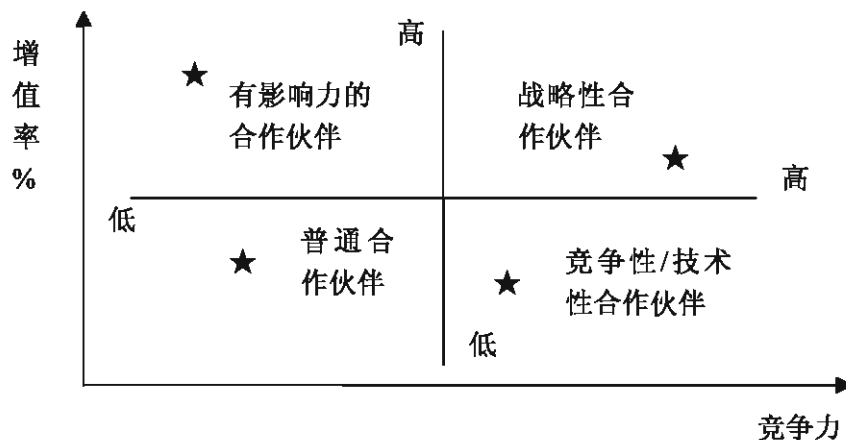 增值率%
高
有影响力的
合作伙伴
战略性合
作伙伴
高
低
普通合
作伙伴
竞争性/技术
性合作伙伴
低
竞争力